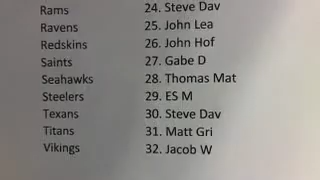 Rams 24. Steve Dav
Ravens 25. John Lea
Redskins 26. John Hof
Saints 27. Gabe D
Seahawks 28. Thomas Mat
Steelers 29. ES M
Texans 30. Steve Dav
Titans 31. Matt Gri
Vikings 32. Jacob W